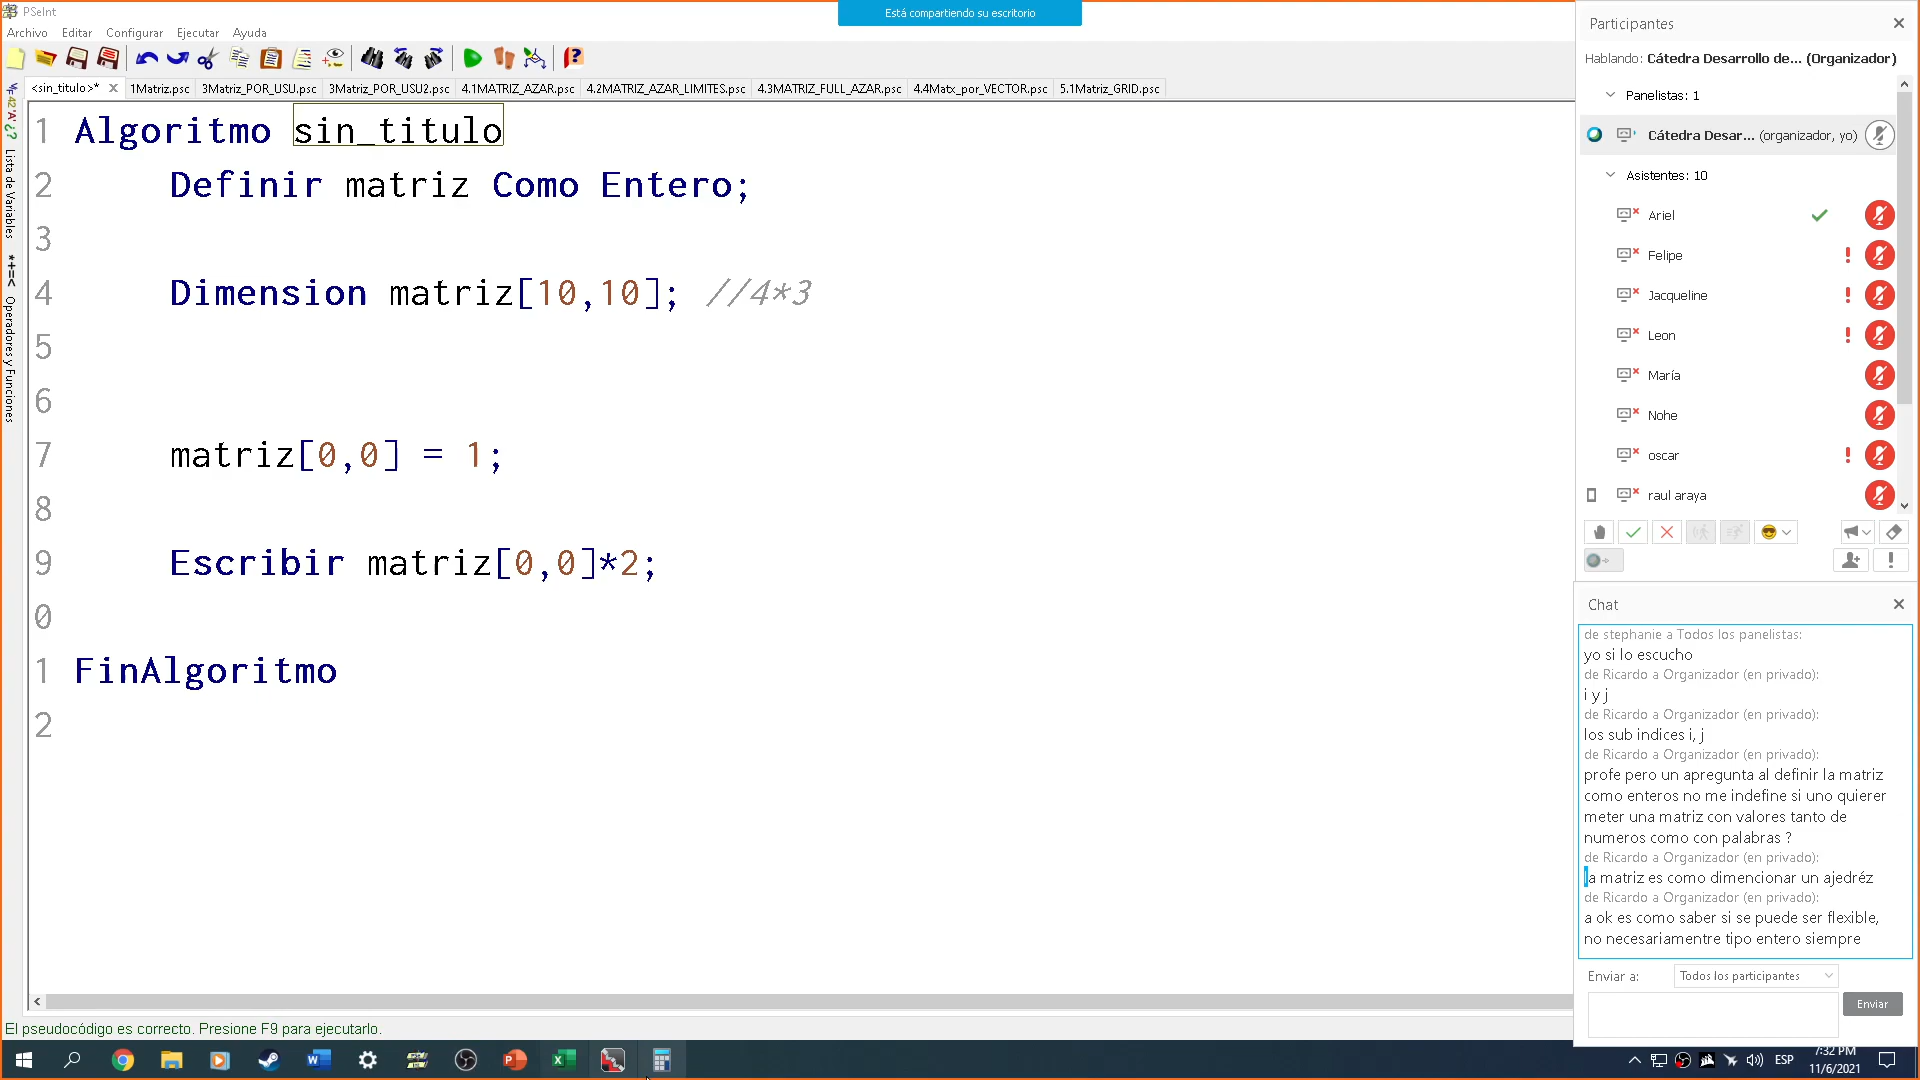 PSeInt
Está compartiendo su escritorio
Archivo Editar Configurar Ejecutar Ayuda
<sin_titulo>* 1Matriz.psc 3Matriz_POR_USU.psc 3Matriz_POR_USU2.psc 4.1MATRIZ_AZAR.psc 4.2MATRIZ_AZAR_LIMITES.psc 4.3MATRIZ_FULL_AZAR.psc 4.4Matx_por_VECTOR.psc 5.1Matriz_GRID.psc
Lista de Variables
*+=< Operadores y Funciones
1 Algoritmo sin_titulo
2 Definir matriz Como Entero;
3
4 Dimension matriz[10,10]; //4*3
5
6
7 matriz[0,0] = 1;
8
9 Escribir matriz[0,0]*2;
0
1 FinAlgoritmo
2
El pseudocódigo es correcto. Presione F9 para ejecutarlo.
Participantes
Hablando: Cátedra Desarrollo de... (Organizador)
Panelistas: 1
Cátedra Desar... (organizador, yo)
Asistentes: 10
Ariel
Felipe
Jacqueline
Leon
María
Nohe
oscar
raul araya
Chat
de stephanie a Todos los panelistas:
yo si lo escucho
de Ricardo a Organizador (en privado):
i y j
de Ricardo a Organizador (en privado):
los sub indices i, j
de Ricardo a Organizador (en privado):
profe pero un apregunta al definir la matriz
como enteros no me indefine si uno quierer
meter una matriz con valores tanto de
numeros como con palabras ?
de Ricardo a Organizador (en privado):
la matriz es como dimencionar un ajedréz
de Ricardo a Organizador (en privado):
a ok es como saber si se puede ser flexible,
no necesariamentre tipo entero siempre
Enviar a: Todos los participantes
Enviar
ESP
7:32 PM
11/6/2021